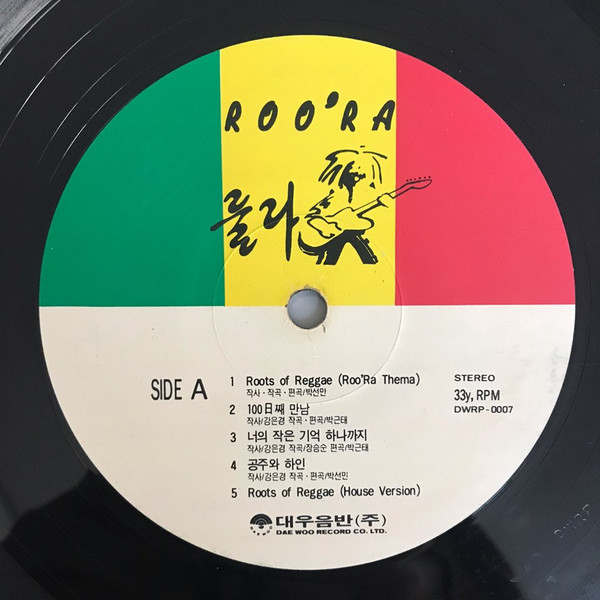 ROO'RA
룰라
SIDE A
1 Roots of Reggae (Roo'Ra Thema)
작사·작곡·편곡/박선만
2 100日째 만남
작사/강은경 작곡·편곡/박근태
3 너의 작은 기억 하나까지
작사/강은경 작곡/장승순 편곡/박근태
4 공주와 하인
작사/강은경 작곡·편곡/박선민
5 Roots of Reggae (House Version)
STEREO
33⅓, RPM
DWRP-0007
대우음반(주)
DAE WOO RECORD CO. LTD.